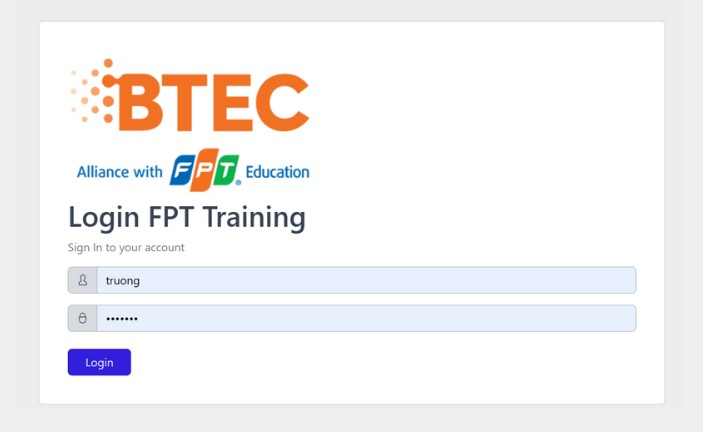 BTEC
Alliance with FPT. Education
Login FPT Training
Sign In to your account
truong
•••••••
Login